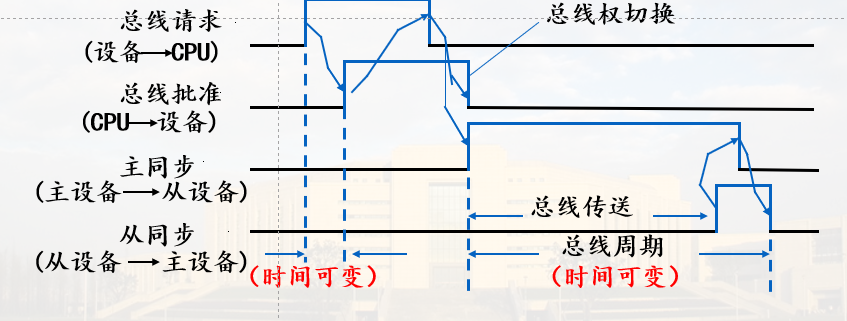 总线请求
(设备→CPU)
总线权切换
总线批准
(CPU→设备)
主同步
(主设备→从设备)
总线传送
从同步
(从设备→主设备)
总线周期
(时间可变)
(时间可变)